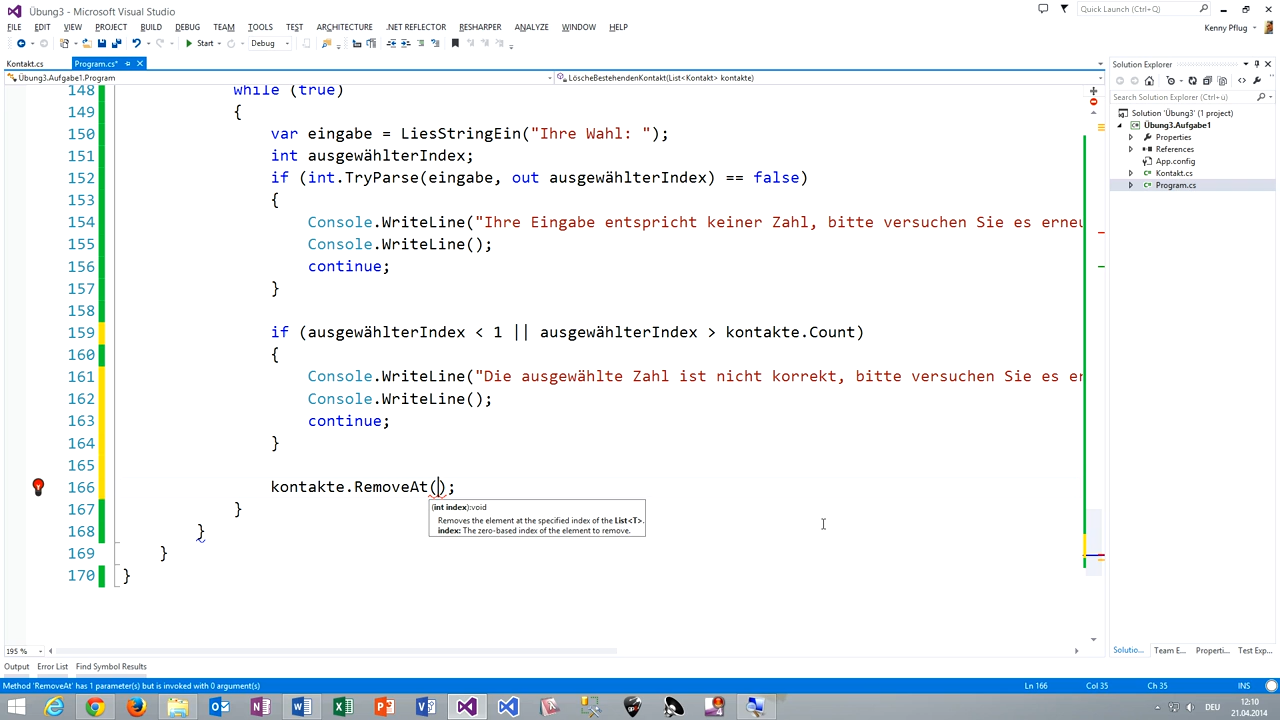 Übung3 - Microsoft Visual Studio
Quick Launch (Ctrl+Q)
FILE EDIT VIEW PROJECT BUILD DEBUG TEAM TOOLS TEST ARCHITECTURE .NET REFLECTOR RESHARPER ANALYZE WINDOW HELP
Kenny Pflug
Start Debug
Kontakt.cs Program.cs*
Solution Explorer
Übung3.Aufgabe1.Program
LöscheBestehendenKontakt(List<Kontakt> kontakte)
Search Solution Explorer (Ctrl+ü)
Solution 'Übung3' (1 project)
Übung3.Aufgabe1
Properties
References
App.config
Kontakt.cs
Program.cs
148 while (true)
149 {
150 var eingabe = LiesStringEin("Ihre Wahl: ");
151 int ausgewählterIndex;
152 if (int.TryParse(eingabe, out ausgewählterIndex) == false)
153 {
154 Console.WriteLine("Ihre Eingabe entspricht keiner Zahl, bitte versuchen Sie es erneu
155 Console.WriteLine();
156 continue;
157 }
158
159 if (ausgewählterIndex < 1 || ausgewählterIndex > kontakte.Count)
160 {
161 Console.WriteLine("Die ausgewählte Zahl ist nicht korrekt, bitte versuchen Sie es er
162 Console.WriteLine();
163 continue;
164 }
165
166 kontakte.RemoveAt();
(int index):void
Removes the element at the specified index of the List<T>.
index: The zero-based index of the element to remove.
167 }
168 }
169 }
170 }
195 %
Solutio... Team E... Properti... Test Exp...
Output Error List Find Symbol Results
Method 'RemoveAt' has 1 parameter(s) but is invoked with 0 argument(s)
Ln 166 Col 35 Ch 35 INS
DEU
12:10
21.04.2014